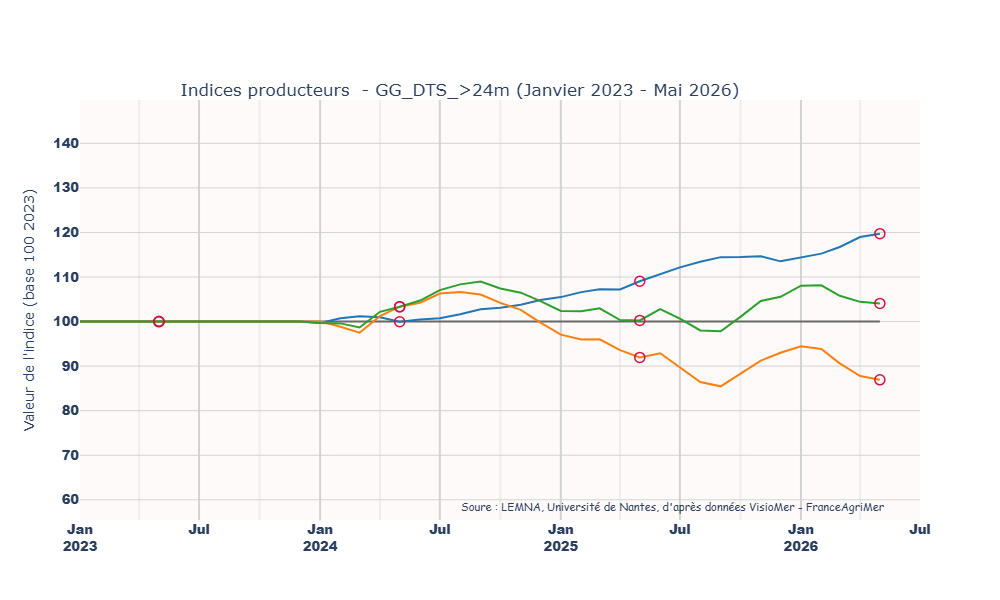 Indices producteurs - GG_DTS_>24m (Janvier 2023 - Mai 2026)
Valeur de l'indice (base 100 2023)
140
130
120
110
100
90
80
70
60
Soure : LEMNA, Université de Nantes, d'après données VisioMer - FranceAgriMer
Jan Jul Jan Jul Jan Jul Jan Jul
2023 2024 2025 2026